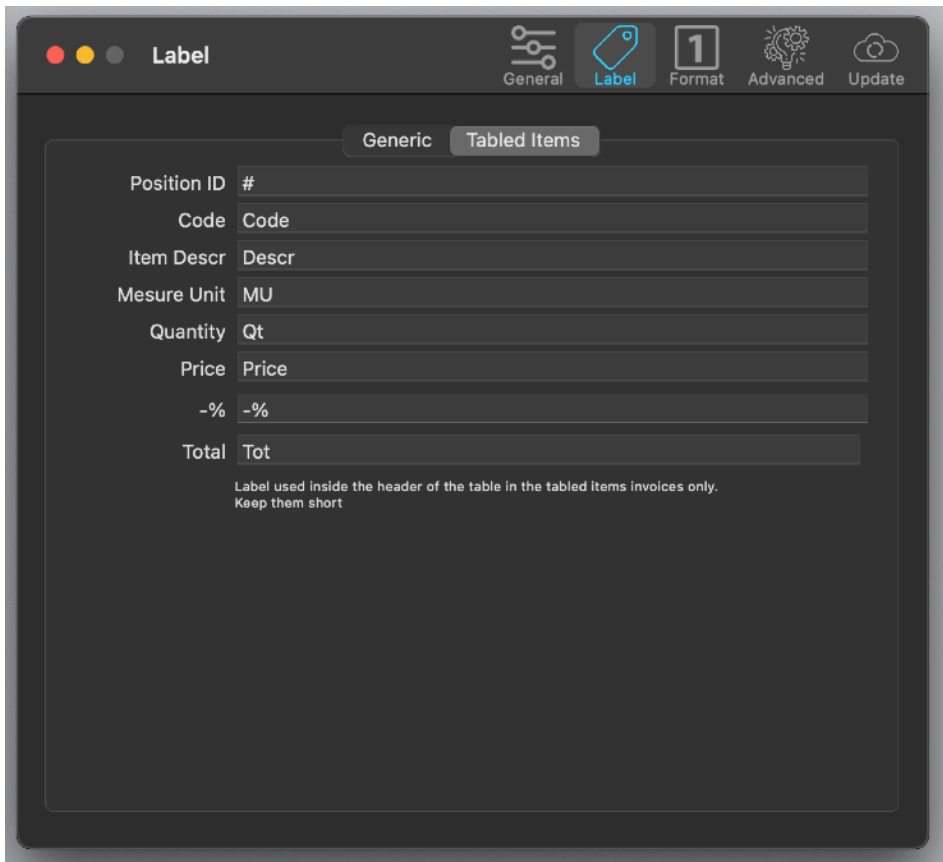 Label
General
Label
1
Format
Advanced
Update
Generic
Tabled Items
Position ID #
Code Code
Item Descr Descr
Mesure Unit MU
Quantity Qt
Price Price
-% -%
Total Tot
Label used inside the header of the table in the tabled items invoices only.
Keep them short